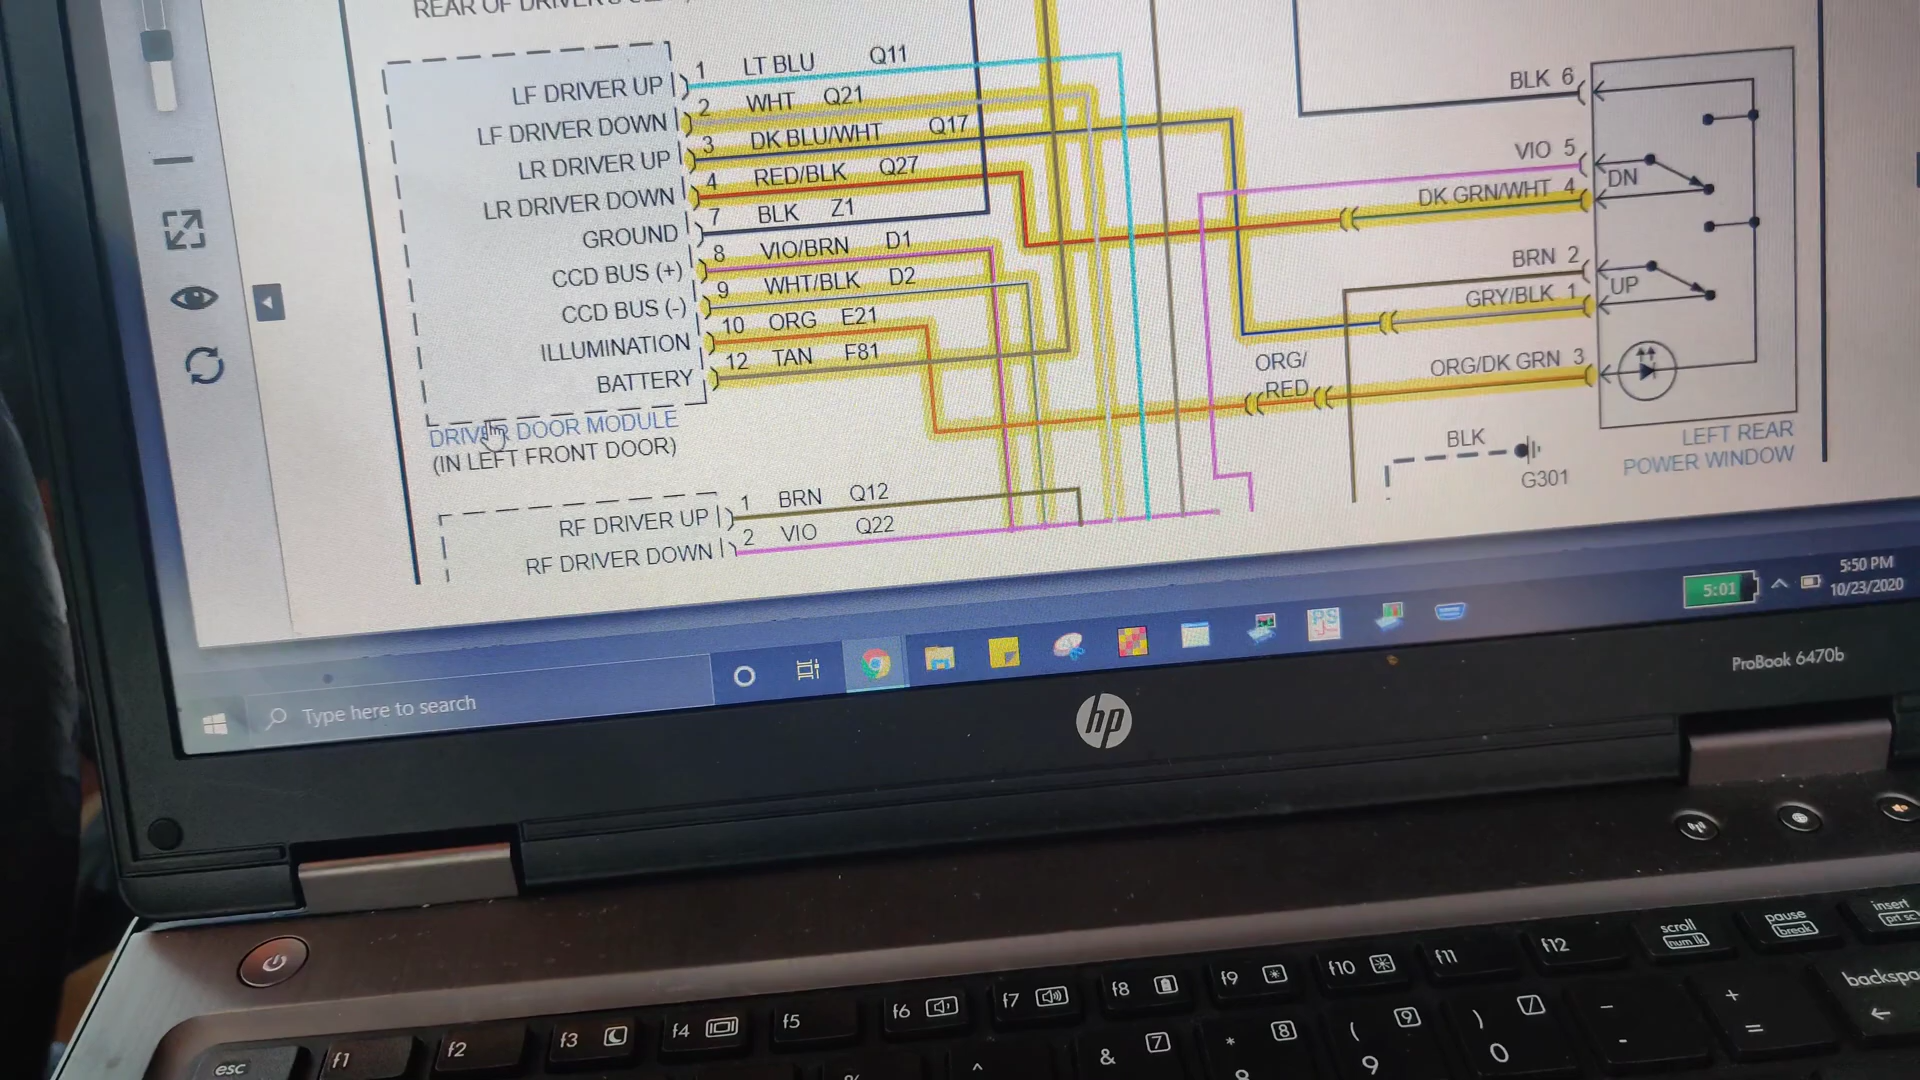 REAR OF DRIVER'S
LF DRIVER UP 1 LT BLU Q11
LF DRIVER DOWN 2 WHT Q21
LR DRIVER UP 3 DK BLU/WHT Q17
LR DRIVER DOWN 4 RED/BLK Q27
GROUND 7 BLK Z1
CCD BUS (+) 8 VIO/BRN D1
CCD BUS (-) 9 WHT/BLK D2
ILLUMINATION 10 ORG E21
BATTERY 12 TAN F81
DRIVER DOOR MODULE
(IN LEFT FRONT DOOR)
RF DRIVER UP 1 BRN Q12
RF DRIVER DOWN 2 VIO Q22
BLK 6
VIO 5
DN
DK GRN/WHT 4
BRN 2
UP
GRY/BLK 1
ORG/
RED
ORG/DK GRN 3
BLK
G301
LEFT REAR
POWER WINDOW
5:01
5:50 PM
10/23/2020
Type here to search
PS
hp
ProBook 6470b
esc
f1
f2
f3
f4
f5
f6
f7
f8
f9
f10
f11
f12
scroll
num lk
pause
break
insert
prt sc
& 7
* 8
( 9
9
) /
0
-
-
+
=
^
8